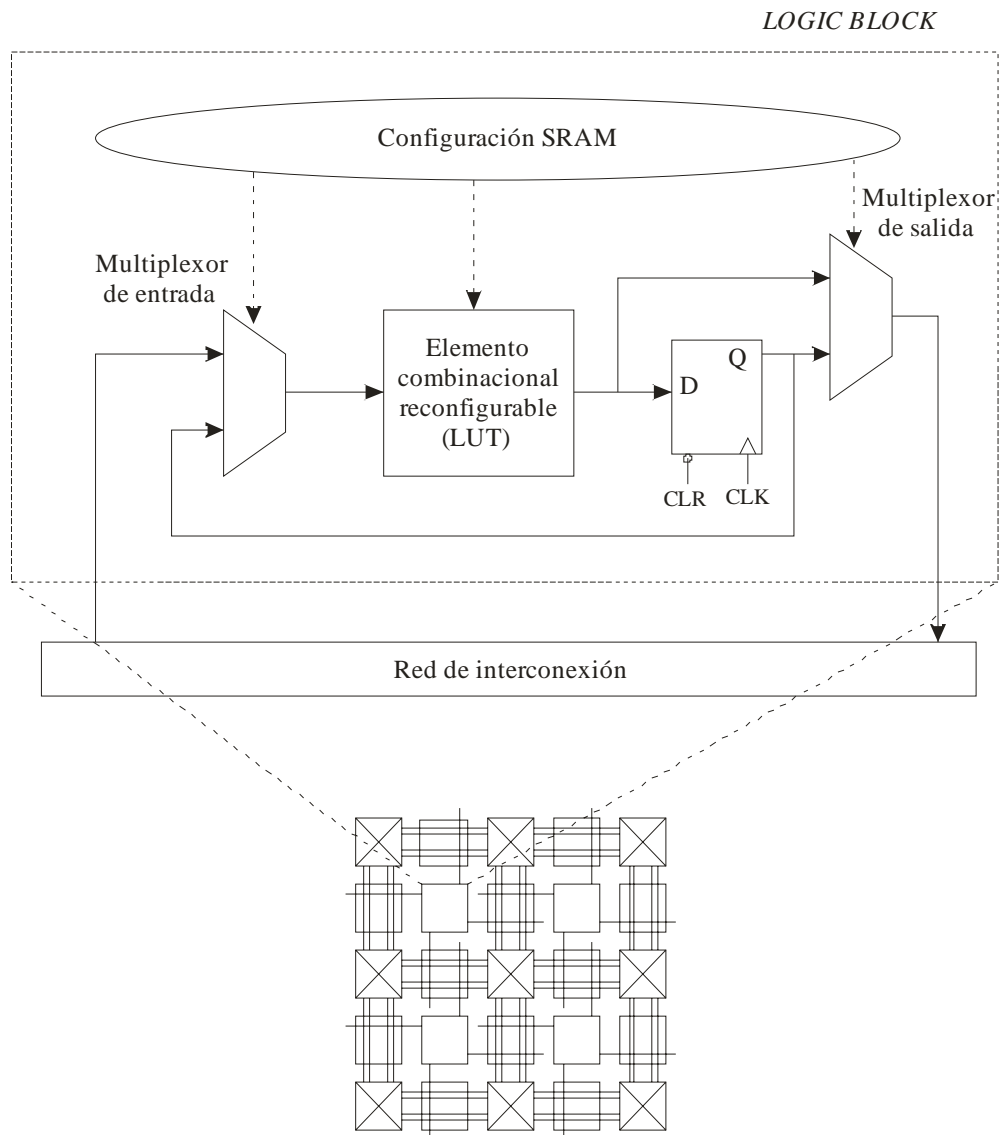 LOGIC BLOCK
Configuración SRAM
Multiplexor
de salida
Multiplexor
de entrada
Elemento
combinacional
reconfigurable
(LUT)
Q
D
CLR
CLK
Red de interconexión